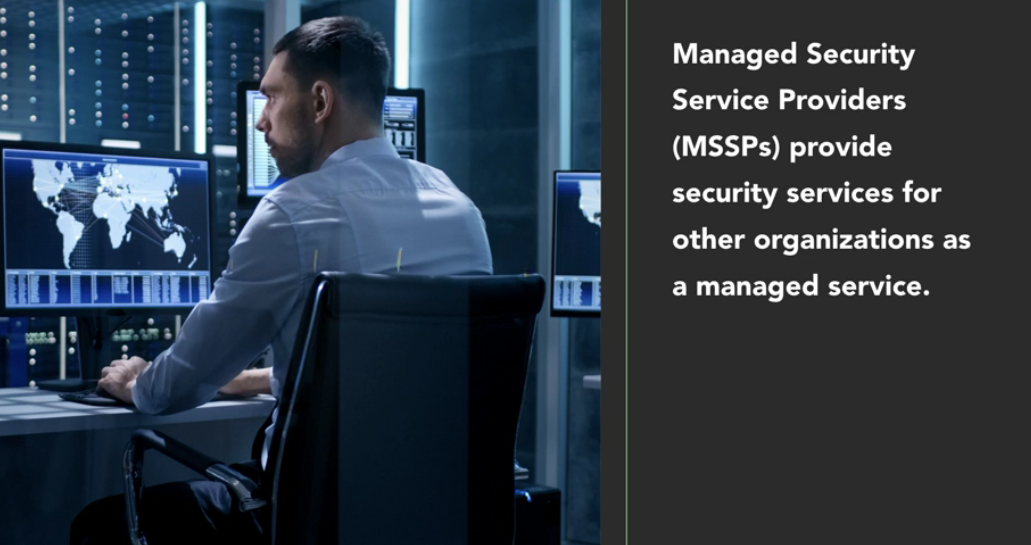 Managed Security
Service Providers
(MSSPs) provide
security services for
other organizations as
a managed service.